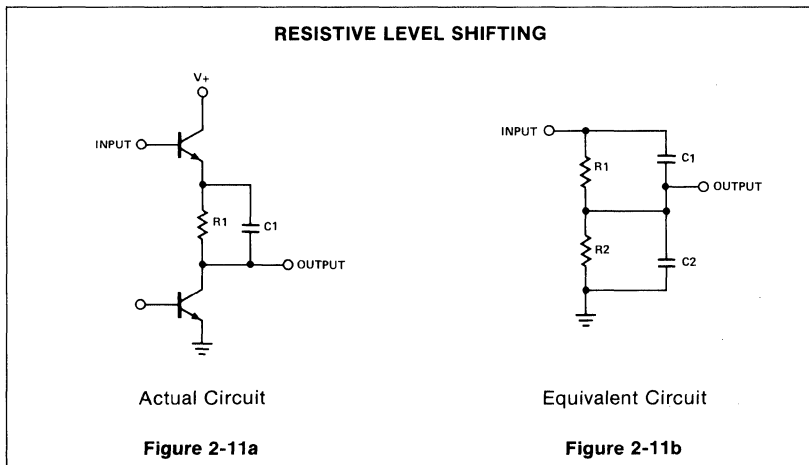 RESISTIVE LEVEL SHIFTING
V+
INPUT
R1
C1
OUTPUT
Actual Circuit
Figure 2-11a
INPUT
R1
C1
OUTPUT
R2
C2
Equivalent Circuit
Figure 2-11b